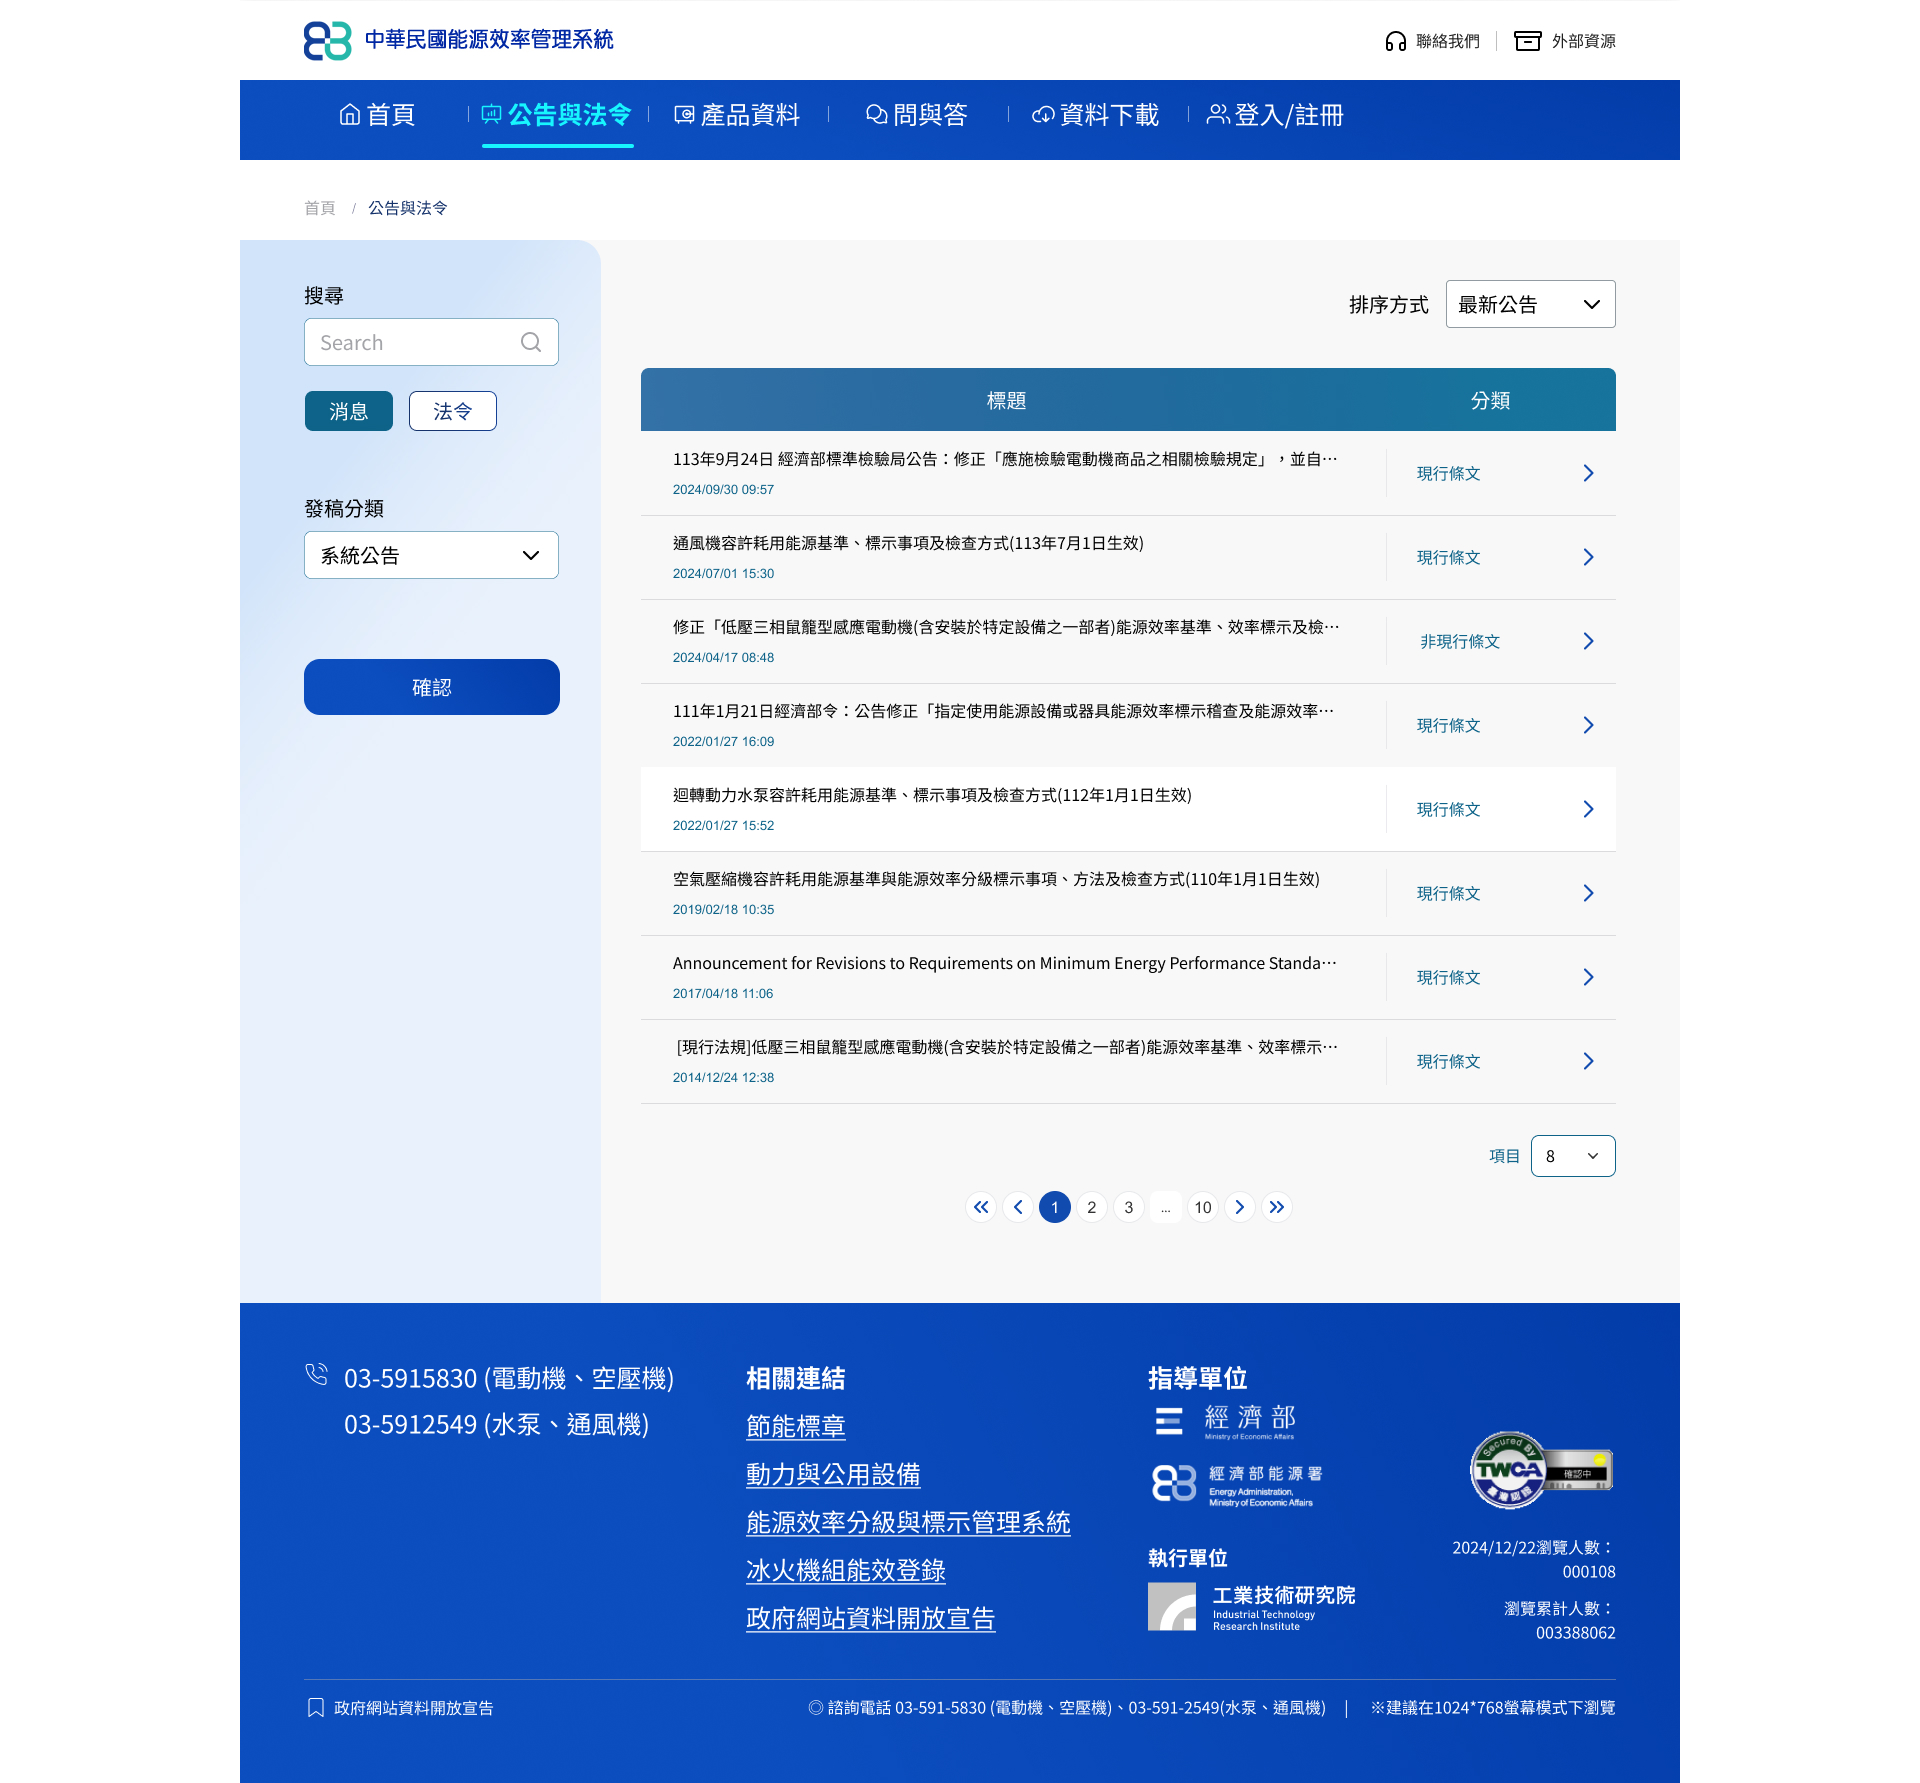 中華民國能源效率管理系統
聯絡我們
外部資源
首頁
公告與法令
產品資料
問與答
資料下載
登入/註冊
首頁 / 公告與法令
搜尋
Search
消息
法令
發稿分類
系統公告
確認
排序方式
最新公告
標題
分類
113年9月24日 經濟部標準檢驗局公告：修正「應施檢驗電動機商品之相關檢驗規定」，並自…
2024/09/30 09:57
現行條文
通風機容許耗用能源基準、標示事項及檢查方式(113年7月1日生效)
2024/07/01 15:30
現行條文
修正「低壓三相鼠籠型感應電動機(含安裝於特定設備之一部者)能源效率基準、效率標示及檢…
2024/04/17 08:48
非現行條文
111年1月21日經濟部令：公告修正「指定使用能源設備或器具能源效率標示稽查及能源效率…
2022/01/27 16:09
現行條文
迴轉動力水泵容許耗用能源基準、標示事項及檢查方式(112年1月1日生效)
2022/01/27 15:52
現行條文
空氣壓縮機容許耗用能源基準與能源效率分級標示事項、方法及檢查方式(110年1月1日生效)
2019/02/18 10:35
現行條文
Announcement for Revisions to Requirements on Minimum Energy Performance Standa…
2017/04/18 11:06
現行條文
[現行法規]低壓三相鼠籠型感應電動機(含安裝於特定設備之一部者)能源效率基準、效率標示…
2014/12/24 12:38
現行條文
項目
8
1
2
3
...
10
03-5915830 (電動機、空壓機)
03-5912549 (水泵、通風機)
相關連結
節能標章
動力與公用設備
能源效率分級與標示管理系統
冰火機組能效登錄
政府網站資料開放宣告
指導單位
經濟部
Ministry of Economic Affairs
經濟部能源署
Energy Administration,
Ministry of Economic Affairs
執行單位
工業技術研究院
Industrial Technology
Research Institute
Secured By
TWCA
臺灣認證
確認中
2024/12/22瀏覽人數：
000108
瀏覽累計人數：
003388062
政府網站資料開放宣告
◎ 諮詢電話 03-591-5830 (電動機、空壓機)、03-591-2549(水泵、通風機) | ※建議在1024*768螢幕模式下瀏覽